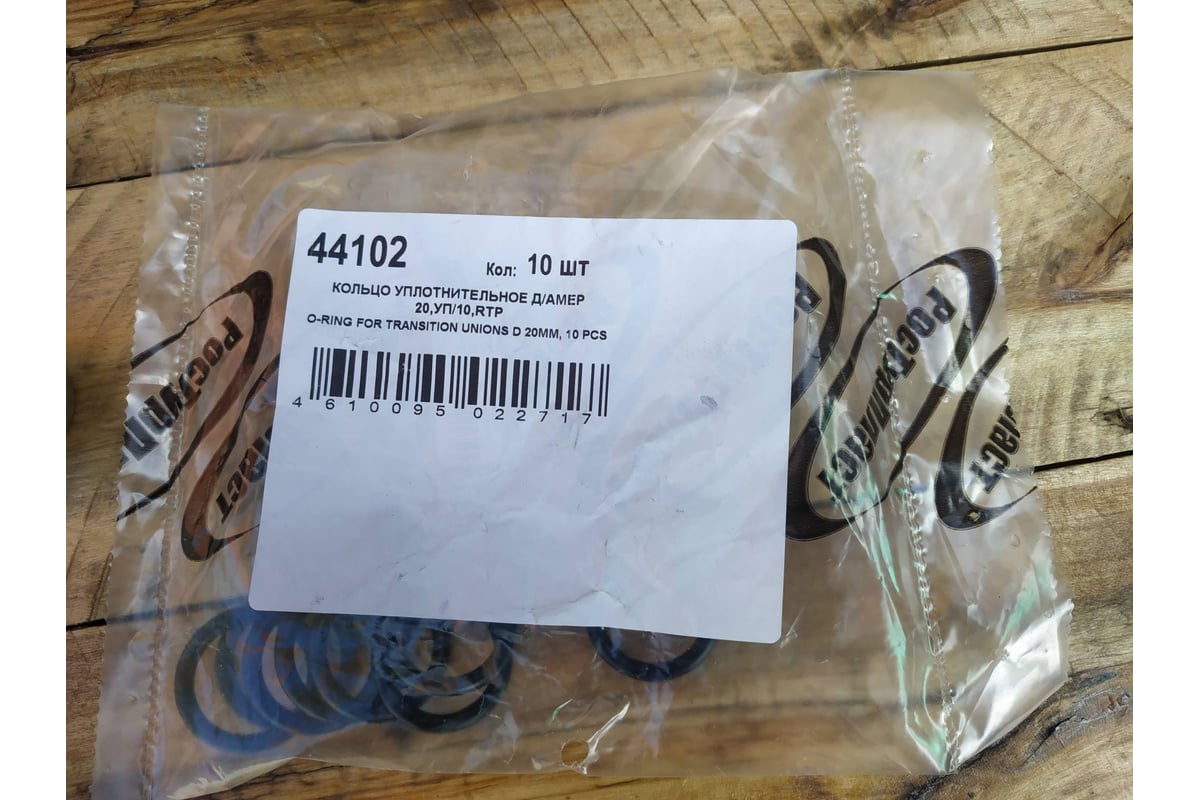 44102
Кол: 10 шт
КОЛЬЦО УПЛОТНИТЕЛЬНОЕ Д/АМЕР
20,УП/10,RTP
O-RING FOR TRANSITION UNIONS D 20MM, 10 PCS
4 610095 022717
РосТурПласт